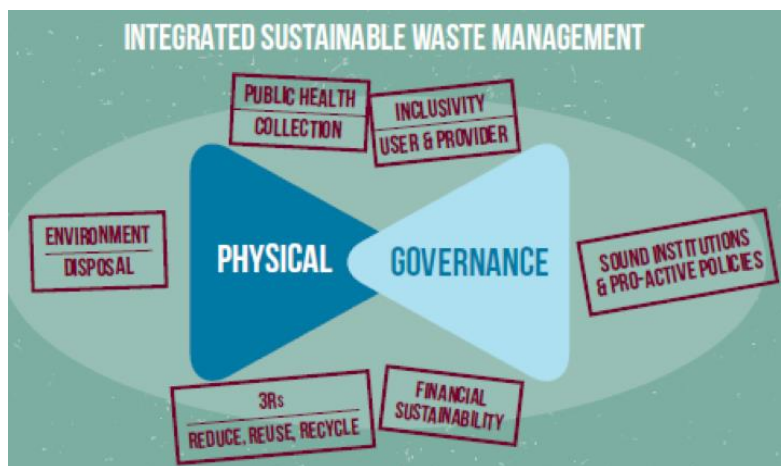 INTEGRATED SUSTAINABLE WASTE MANAGEMENT
PUBLIC HEALTH
COLLECTION
INCLUSIVITY
USER & PROVIDER
ENVIRONMENT
DISPOSAL
PHYSICAL
GOVERNANCE
SOUND INSTITUTIONS
& PRO-ACTIVE POLICIES
3Rs
REDUCE, REUSE, RECYCLE
FINANCIAL
SUSTAINABILITY